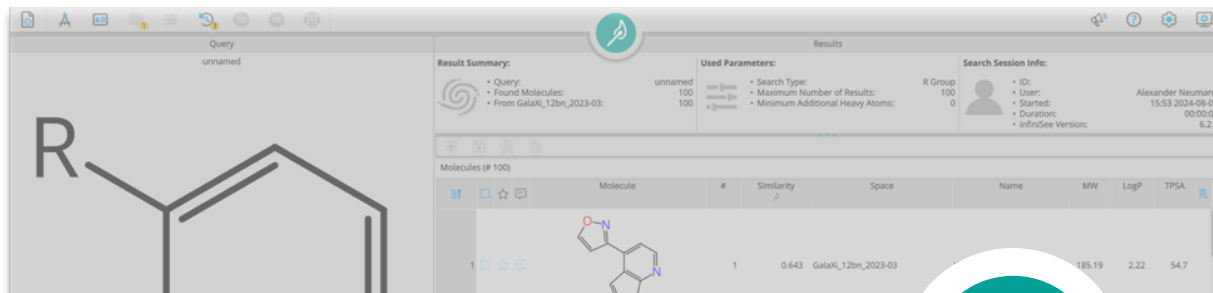 Query
Results
unnamed
Result Summary:
• Query: unnamed
• Found Molecules: 100
• From GalaXi_12bn_2023-03: 100
Used Parameters:
• Search Type: R Group
• Maximum Number of Results: 100
• Minimum Additional Heavy Atoms: 0
Search Session Info:
• ID:
• User: Alexander Neuman
• Started: 15:53 2024-08-0
• Duration: 00:00:0
• infiniSee Version: 6.2.
Molecules (# 100)
Molecule # Similarity Space Name MW LogP TPSA
R
O N
N
1 1 0.643 GalaXi_12bn_2023-03 185.19 2.22 54.7